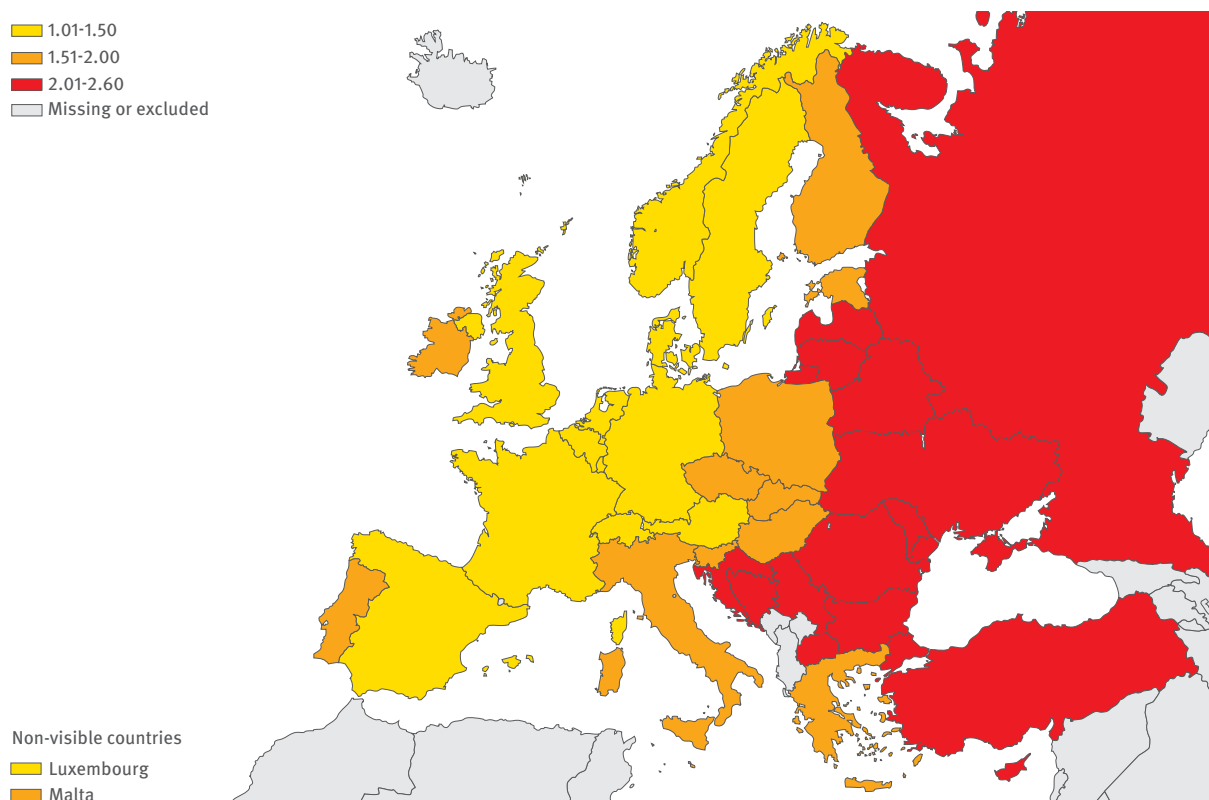 1.01-1.50
1.51-2.00
2.01-2.60
Missing or excluded
Non-visible countries
Luxembourg
Malta